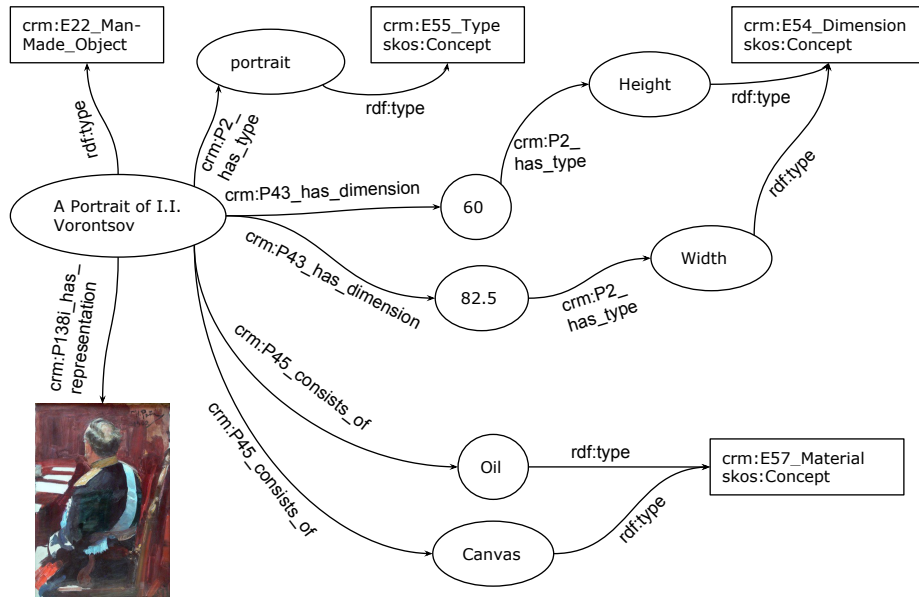 crm:E22_Man-
Made_Object
crm:E55_Type
skos:Concept
crm:E54_Dimension
skos:Concept
portrait
rdf:type
rdf:type
crm:P2_
has_type
Height
rdf:type
crm:P2_
has_type
rdf:type
A Portrait of I.I.
Vorontsov
crm:P43_has_dimension
60
crm:P43_has_dimension
82.5
crm:P2_
has_type
Width
crm:P138i_has_
representation
crm:P45_consists_of
crm:P45_consists_of
Oil
rdf:type
crm:E57_Material
skos:Concept
Canvas
rdf:type